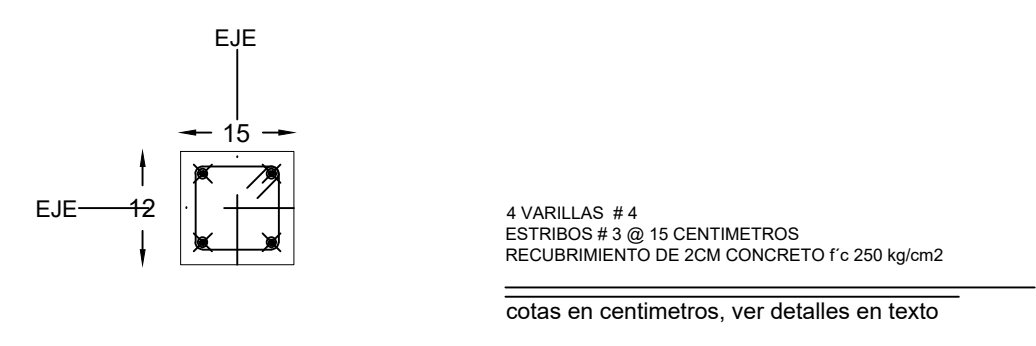 EJE
15
EJE 12
4 VARILLAS # 4
ESTRIBOS # 3 @ 15 CENTIMETROS
RECUBRIMIENTO DE 2CM CONCRETO f´c 250 kg/cm2
cotas en centimetros, ver detalles en texto